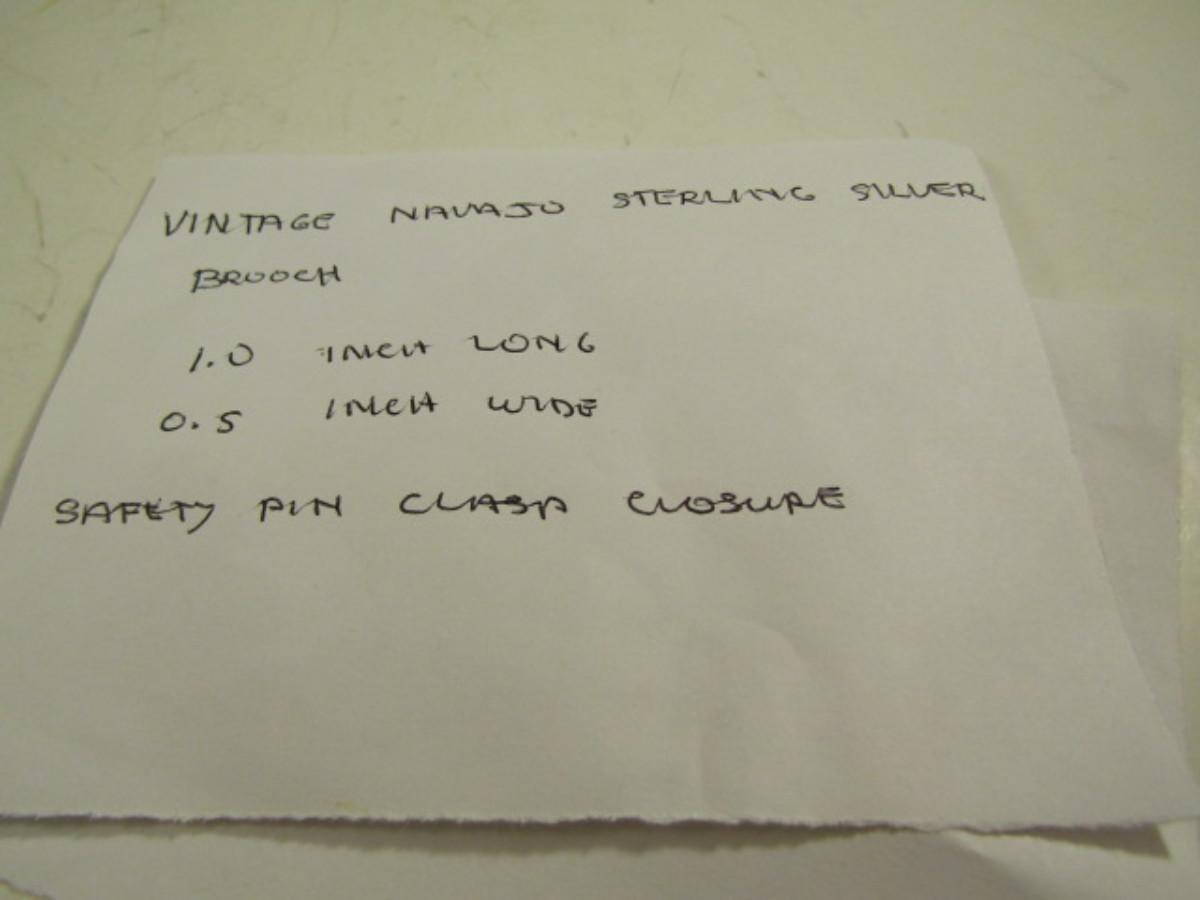 VINTAGE NAVAJO STERLING SILVER
BROOCH
1.0 INCH LONG
0.5 INCH WIDE
SAFETY PIN CLASP CLOSURE